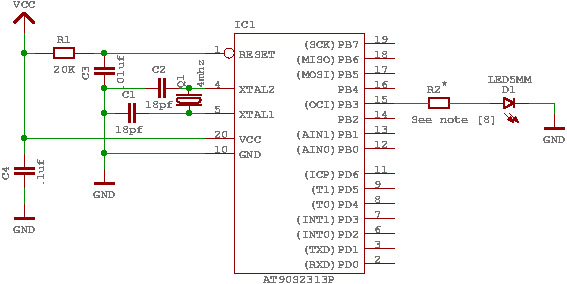 VCC
IC1
R1
20K
C3
.01uf
C2
18pf
Q1
4mhz
C1
18pf
C4
.1uf
GND
GND
1 RESET
4 XTAL2
5 XTAL1
20 VCC
10 GND
(SCK)PB7 19
(MISO)PB6 18
(MOSI)PB5 17
PB4 16
(OCI)PB3 15
PB2 14
(AIN1)PB1 13
(AIN0)PB0 12
(ICP)PD6 11
(T1)PD5 9
(T0)PD4 8
(INT1)PD3 7
(INT0)PD2 6
(TXD)PD1 3
(RXD)PD0 2
AT90S2313P
R2*
See note [8]
LED5MM
D1
GND